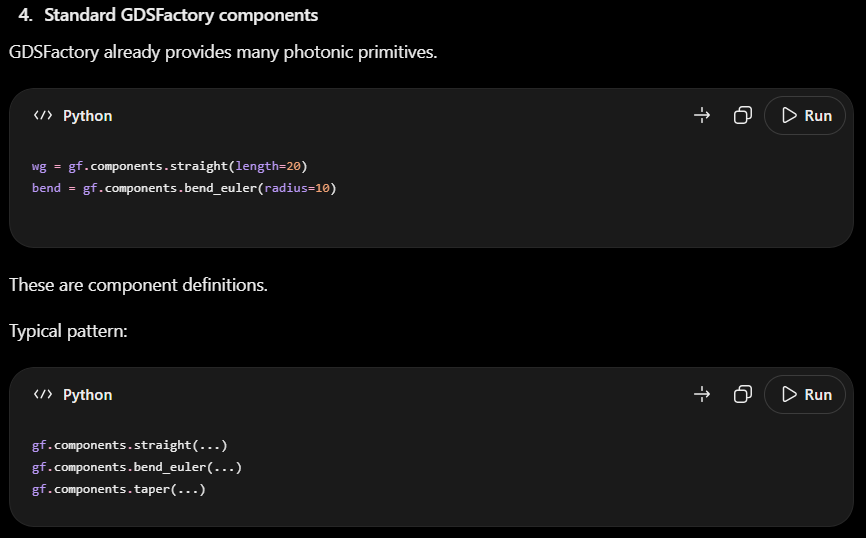 4. Standard GDSFactory components
GDSFactory already provides many photonic primitives.
</> Python
Run
wg = gf.components.straight(length=20)
bend = gf.components.bend_euler(radius=10)
These are component definitions.
Typical pattern:
</> Python
Run
gf.components.straight(...)
gf.components.bend_euler(...)
gf.components.taper(...)